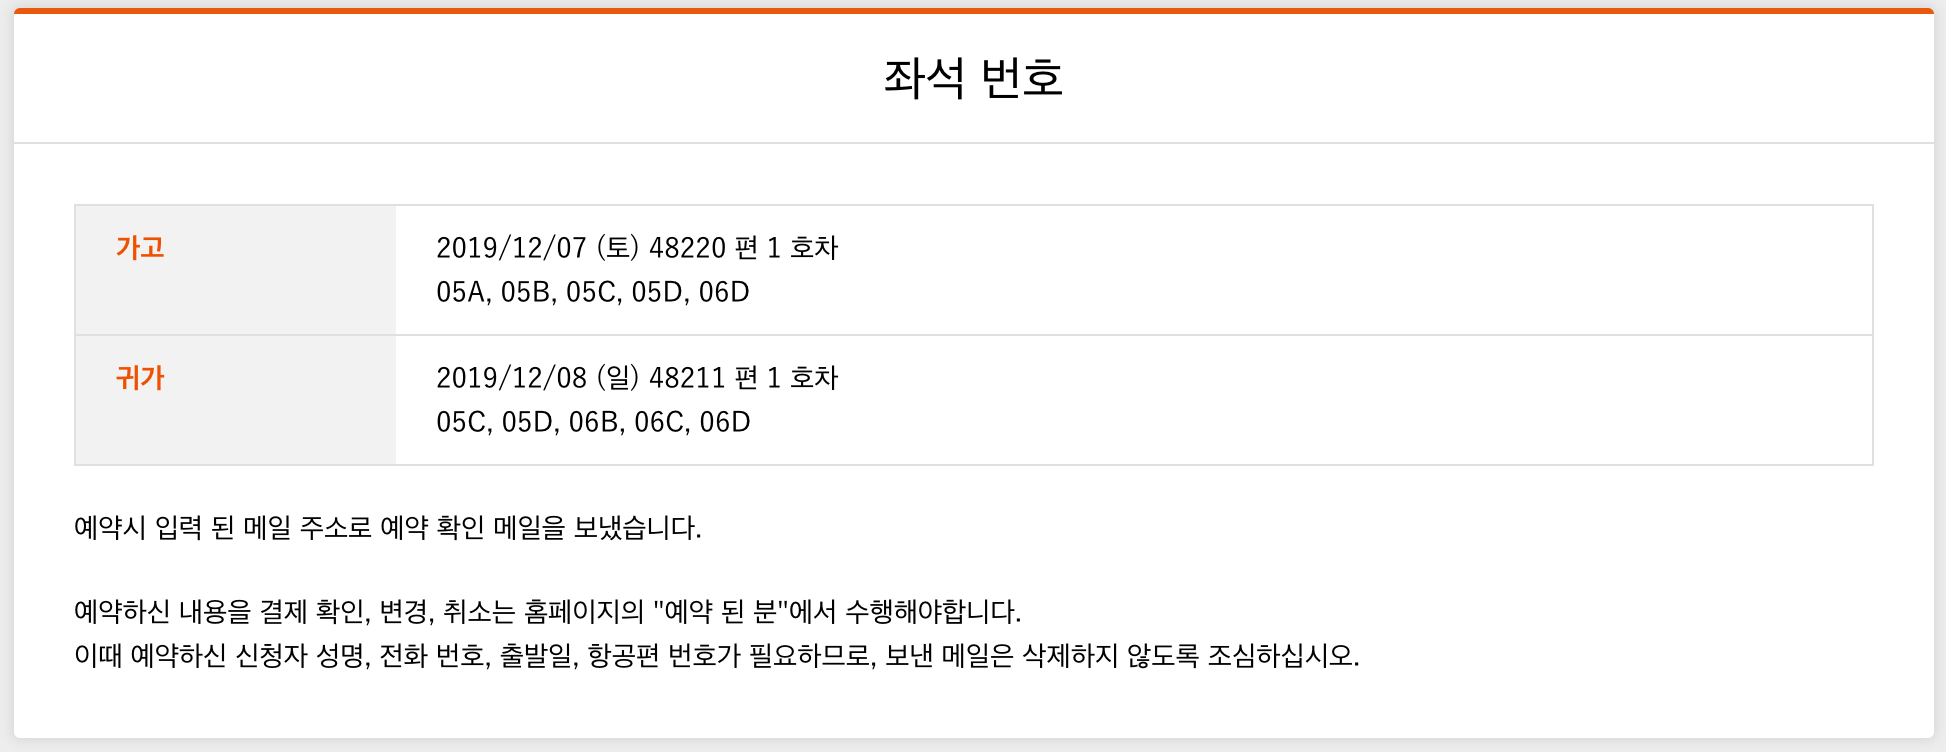 좌석 번호
가고
2019/12/07 (토) 48220 편 1 호차
05A, 05B, 05C, 05D, 06D
귀가
2019/12/08 (일) 48211 편 1 호차
05C, 05D, 06B, 06C, 06D
예약시 입력 된 메일 주소로 예약 확인 메일을 보냈습니다.
예약하신 내용을 결제 확인, 변경, 취소는 홈페이지의 "예약 된 분"에서 수행해야합니다.
이때 예약하신 신청자 성명, 전화 번호, 출발일, 항공편 번호가 필요하므로, 보낸 메일은 삭제하지 않도록 조심하십시오.